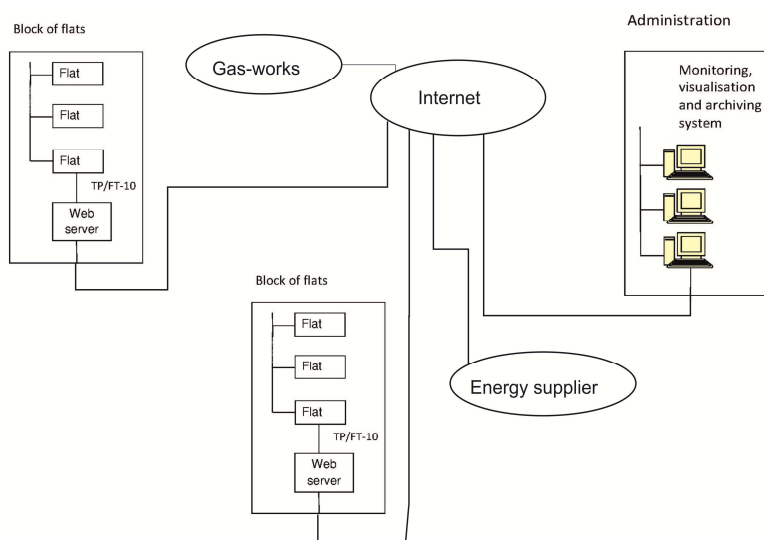 Block of flats
Flat
Flat
Flat
TP/FT-10
Web
server
Gas-works
Internet
Administration
Monitoring,
visualisation
and archiving
system
Block of flats
Flat
Flat
Flat
TP/FT-10
Web
server
Energy supplier